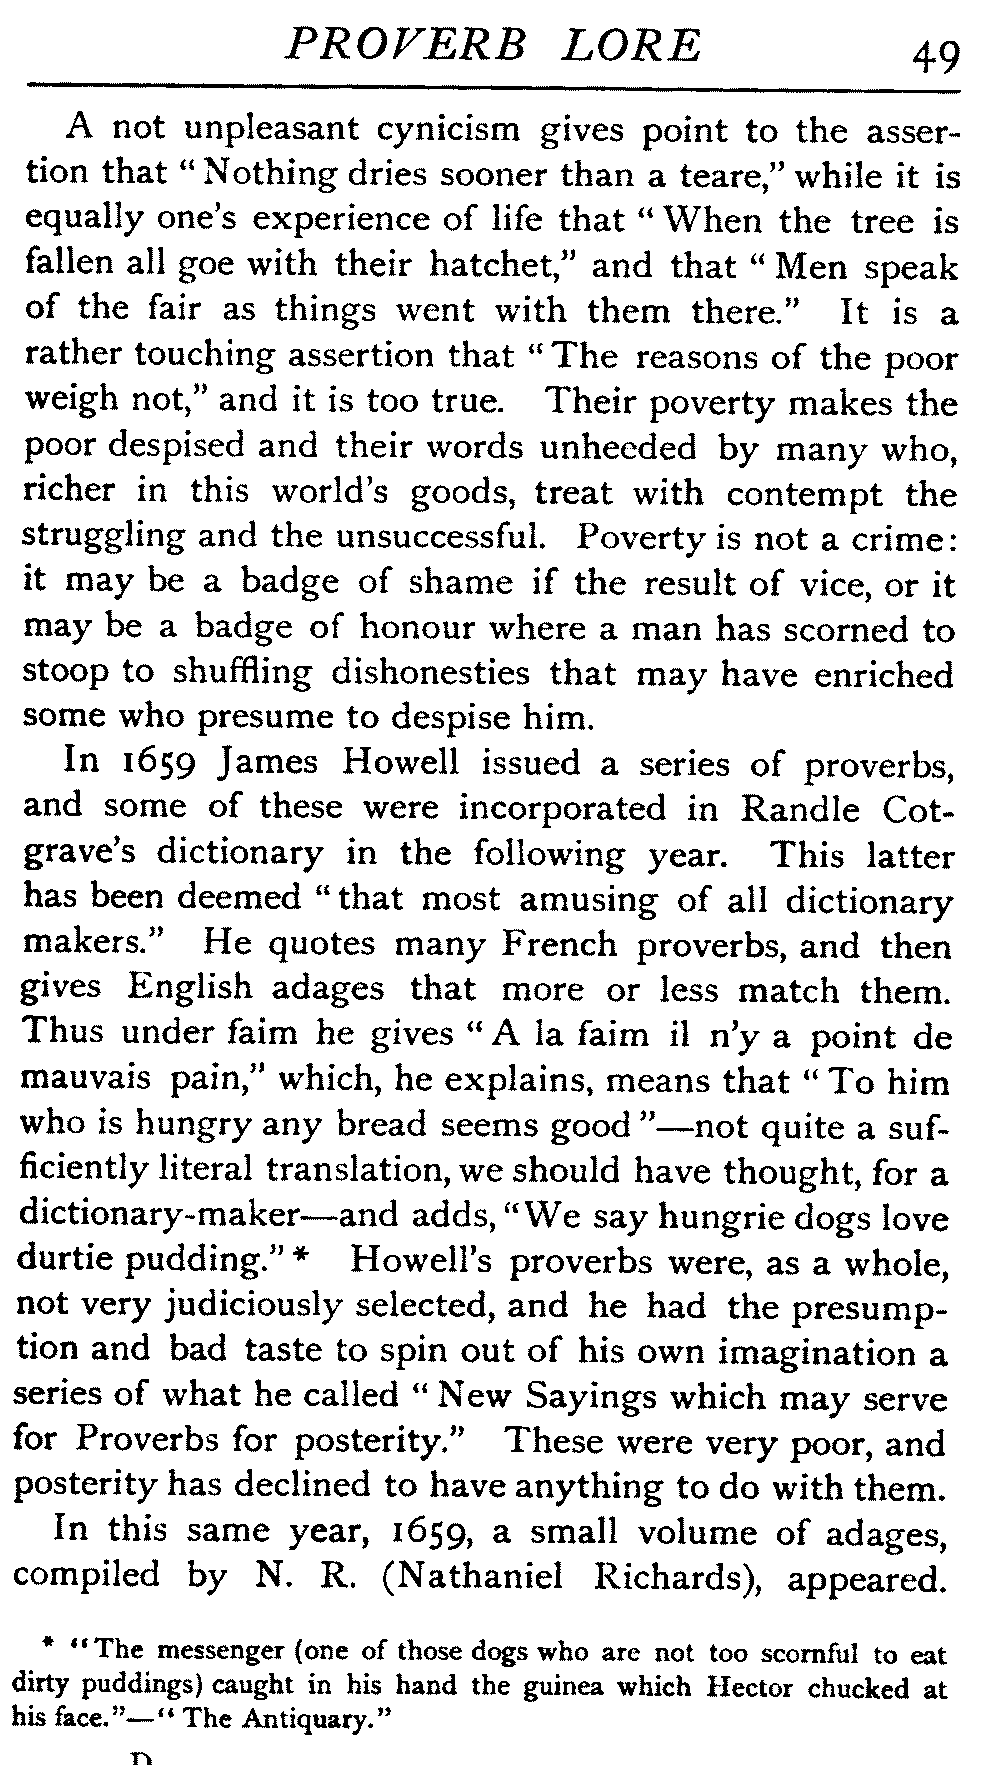 PROVERB LORE 49
A not unpleasant cynicism gives point to the asser-
tion that “Nothing dries sooner than a teare,” while it is
equally one’s experience of life that “When the tree is
fallen all goe with their hatchet,” and that “Men speak
of the fair as things went with them there.” It is a
rather touching assertion that “The reasons of the poor
weigh not,” and it is too true. Their poverty makes the
poor despised and their words unheeded by many who,
richer in this world’s goods, treat with contempt the
struggling and the unsuccessful. Poverty is not a crime:
it may be a badge of shame if the result of vice, or it
may be a badge of honour where a man has scorned to
stoop to shuffling dishonesties that may have enriched
some who presume to despise him.
In 1659 James Howell issued a series of proverbs,
and some of these were incorporated in Randle Cot-
grave’s dictionary in the following year. This latter
has been deemed “that most amusing of all dictionary
makers.” He quotes many French proverbs, and then
gives English adages that more or less match them.
Thus under faim he gives “A la faim il n’y a point de
mauvais pain,” which, he explains, means that “To him
who is hungry any bread seems good”—not quite a suf-
ficiently literal translation, we should have thought, for a
dictionary-maker—and adds, “We say hungrie dogs love
durtie pudding.”* Howell’s proverbs were, as a whole,
not very judiciously selected, and he had the presump-
tion and bad taste to spin out of his own imagination a
series of what he called “New Sayings which may serve
for Proverbs for posterity.” These were very poor, and
posterity has declined to have anything to do with them.
In this same year, 1659, a small volume of adages,
compiled by N. R. (Nathaniel Richards), appeared.
* “The messenger (one of those dogs who are not too scornful to eat
dirty puddings) caught in his hand the guinea which Hector chucked at
his face.”—“The Antiquary.”
D